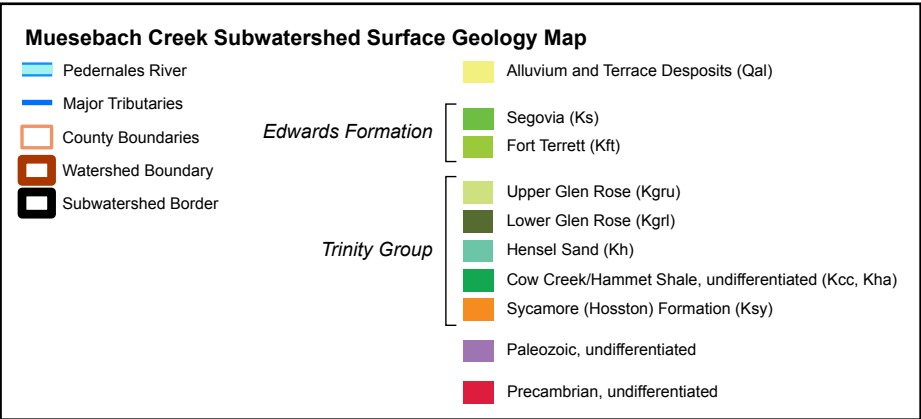 Muesebach Creek Subwatershed Surface Geology Map
Pedernales River
Major Tributaries
County Boundaries
Watershed Boundary
Subwatershed Border
Alluvium and Terrace Desposits (Qal)
Edwards Formation
Segovia (Ks)
Fort Terrett (Kft)
Trinity Group
Upper Glen Rose (Kgru)
Lower Glen Rose (Kgrl)
Hensel Sand (Kh)
Cow Creek/Hammet Shale, undifferentiated (Kcc, Kha)
Sycamore (Hosston) Formation (Ksy)
Paleozoic, undifferentiated
Precambrian, undifferentiated